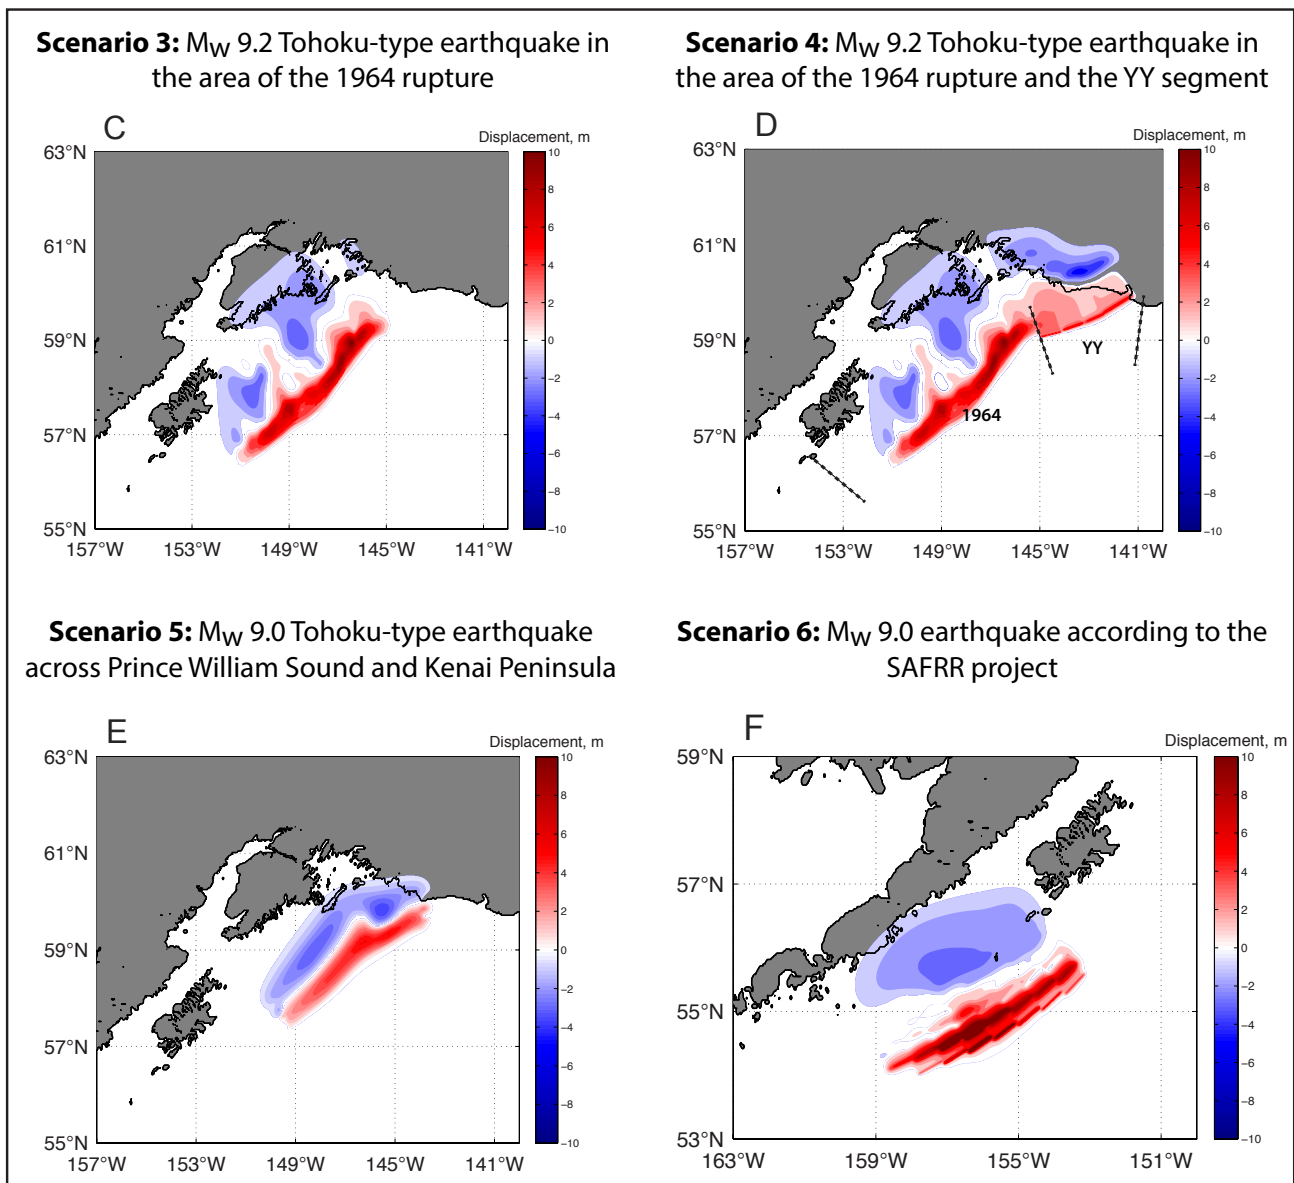 Scenario 3: MW 9.2 Tohoku-type earthquake in
the area of the 1964 rupture
C
Displacement, m
63°N
61°N
59°N
57°N
55°N
157°W
153°W
149°W
145°W
141°W
10
8
6
4
2
0
−2
−4
−6
−8
−10
Scenario 4: MW 9.2 Tohoku-type earthquake in
the area of the 1964 rupture and the YY segment
D
Displacement, m
63°N
61°N
59°N
57°N
55°N
YY
1964
157°W
153°W
149°W
145°W
141°W
10
8
6
4
2
0
−2
−4
−6
−8
−10
Scenario 5: MW 9.0 Tohoku-type earthquake
across Prince William Sound and Kenai Peninsula
E
Displacement, m
63°N
61°N
59°N
57°N
55°N
157°W
153°W
149°W
145°W
141°W
10
8
6
4
2
0
−2
−4
−6
−8
−10
Scenario 6: MW 9.0 earthquake according to the
SAFRR project
F
Displacement, m
59°N
57°N
55°N
53°N
163°W
159°W
155°W
151°W
10
8
6
4
2
0
−2
−4
−6
−8
−10